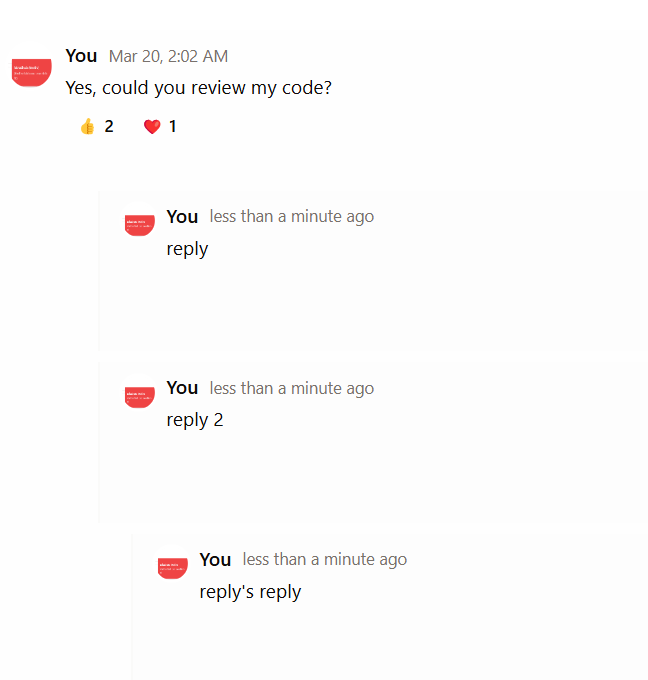 You Mar 20, 2:02 AM
Yes, could you review my code?
👍 2 ❤️ 1
You less than a minute ago
reply
You less than a minute ago
reply 2
You less than a minute ago
reply's reply